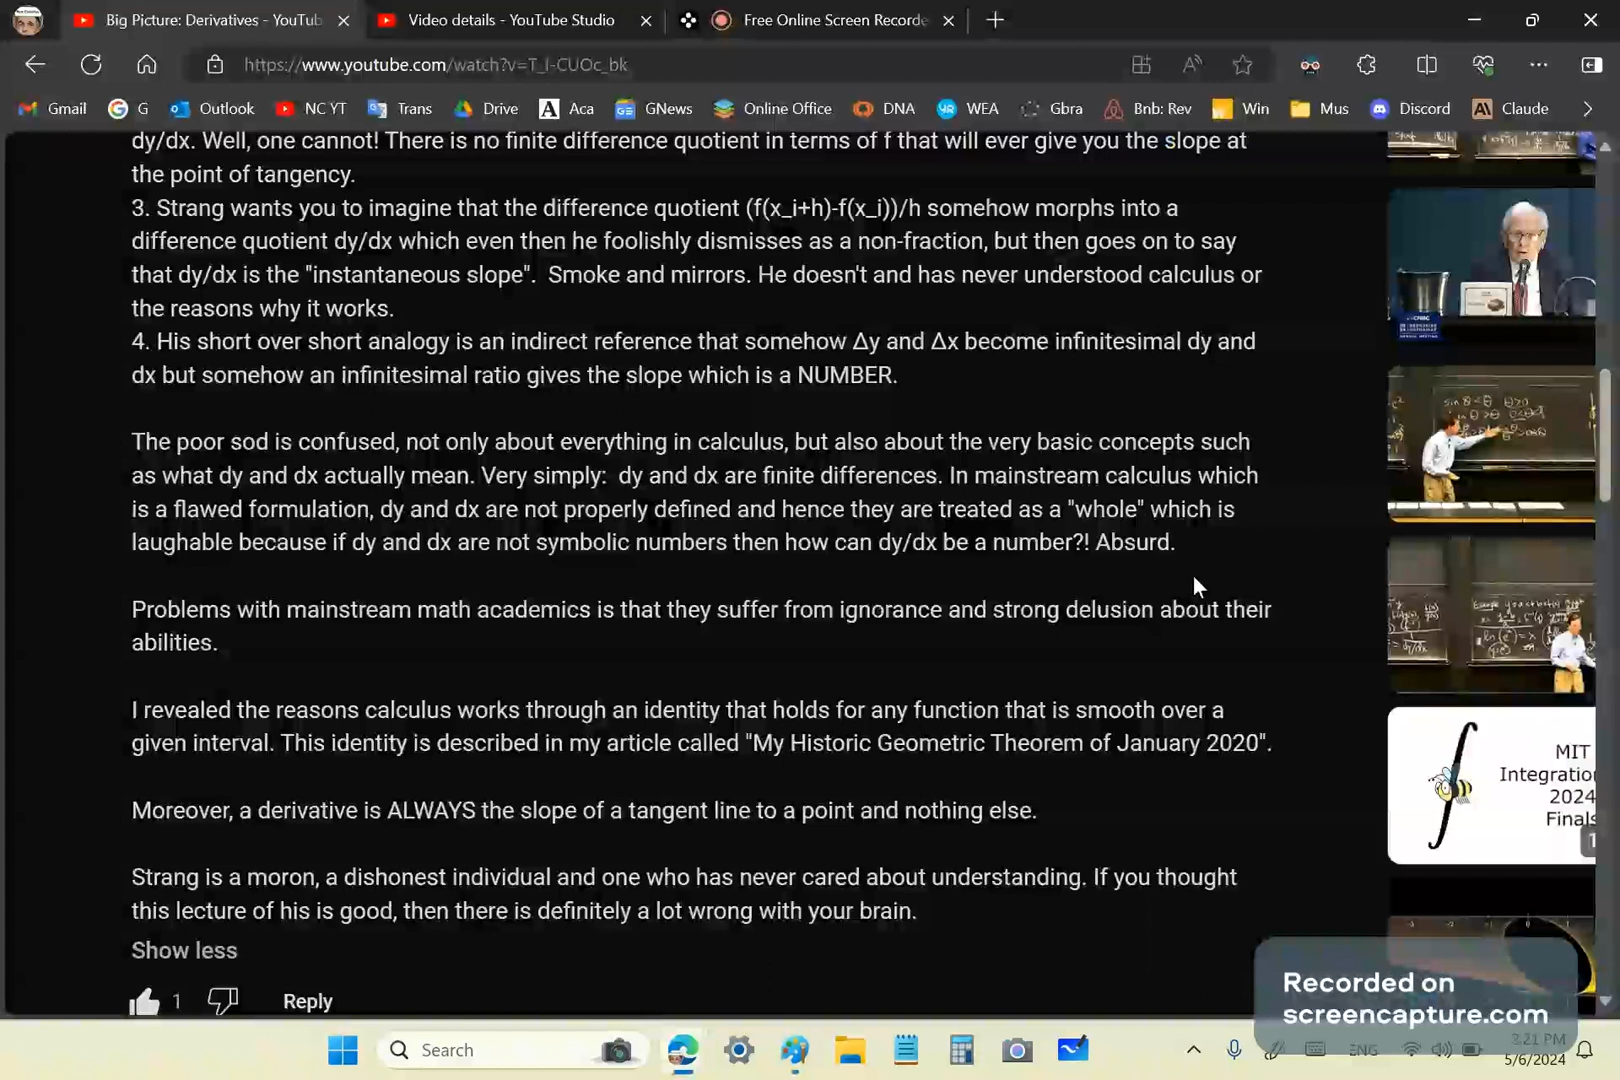 Big Picture: Derivatives - YouTub
Video details - YouTube Studio
Free Online Screen Recorde
https://www.youtube.com/watch?v=T_I-CUOc_bk
Gmail G Outlook NC YT Trans Drive Aca GNews Online Office DNA WEA Gbra Bnb: Rev Win Mus Discord Claude
dy/dx. Well, one cannot! There is no finite difference quotient in terms of f that will ever give you the slope at
the point of tangency.
3. Strang wants you to imagine that the difference quotient (f(x_i+h)-f(x_i))/h somehow morphs into a
difference quotient dy/dx which even then he foolishly dismisses as a non-fraction, but then goes on to say
that dy/dx is the "instantaneous slope".  Smoke and mirrors. He doesn't and has never understood calculus or
the reasons why it works.
4. His short over short analogy is an indirect reference that somehow Δy and Δx become infinitesimal dy and
dx but somehow an infinitesimal ratio gives the slope which is a NUMBER.
The poor sod is confused, not only about everything in calculus, but also about the very basic concepts such
as what dy and dx actually mean. Very simply:  dy and dx are finite differences. In mainstream calculus which
is a flawed formulation, dy and dx are not properly defined and hence they are treated as a "whole" which is
laughable because if dy and dx are not symbolic numbers then how can dy/dx be a number?! Absurd.
Problems with mainstream math academics is that they suffer from ignorance and strong delusion about their
abilities.
I revealed the reasons calculus works through an identity that holds for any function that is smooth over a
given interval. This identity is described in my article called "My Historic Geometric Theorem of January 2020".
Moreover, a derivative is ALWAYS the slope of a tangent line to a point and nothing else.
Strang is a moron, a dishonest individual and one who has never cared about understanding. If you thought
this lecture of his is good, then there is definitely a lot wrong with your brain.
Show less
1 Reply
MIT
Integration
2024
Finals
Recorded on
screencapture.com
Search
ENG
3:21 PM
5/6/2024